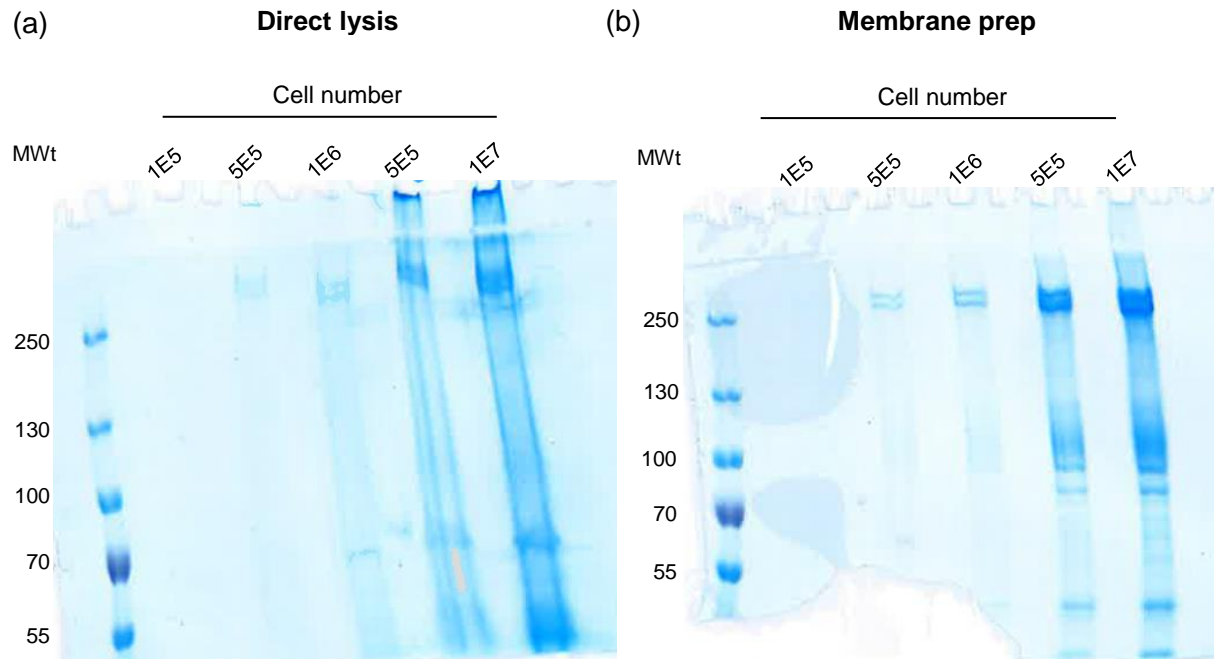 (a)
Direct lysis
Cell number
MWt
1E5 5E5 1E6 5E5 1E7
250
130
100
70
55
(b)
Membrane prep
Cell number
MWt
1E5 5E5 1E6 5E5 1E7
250
130
100
70
55